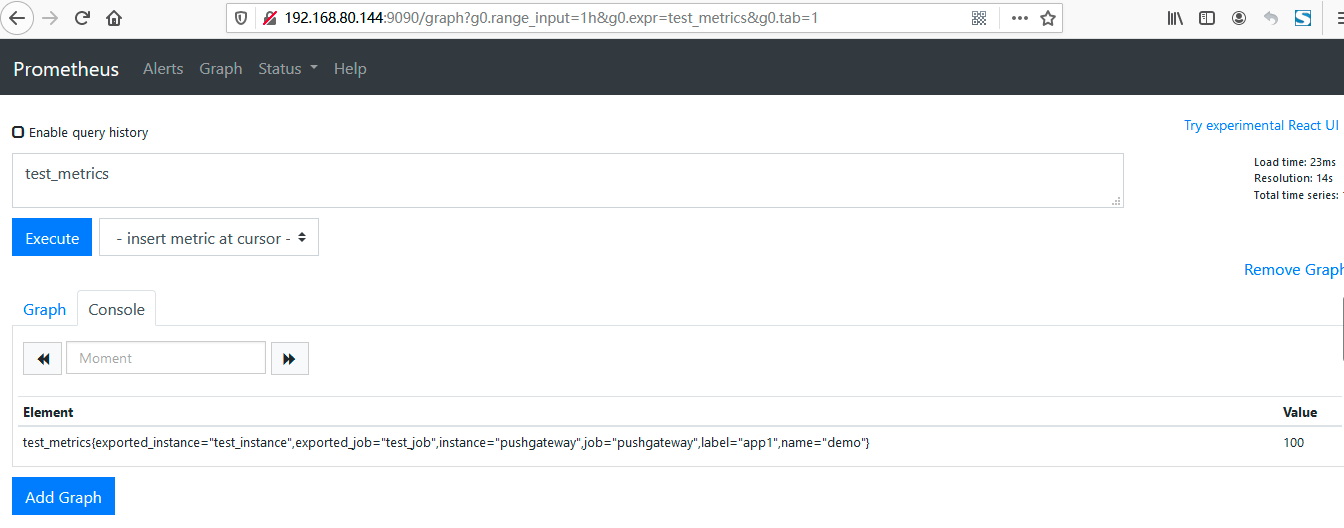 192.168.80.144:9090/graph?g0.range_input=1h&g0.expr=test_metrics&g0.tab=1
Prometheus Alerts Graph Status Help
Enable query history
Try experimental React UI
test_metrics
Load time: 23ms
Resolution: 14s
Total time series:
Execute - insert metric at cursor -
Remove Graph
Graph Console
Moment
Element Value
test_metrics{exported_instance="test_instance",exported_job="test_job",instance="pushgateway",job="pushgateway",label="app1",name="demo"} 100
Add Graph